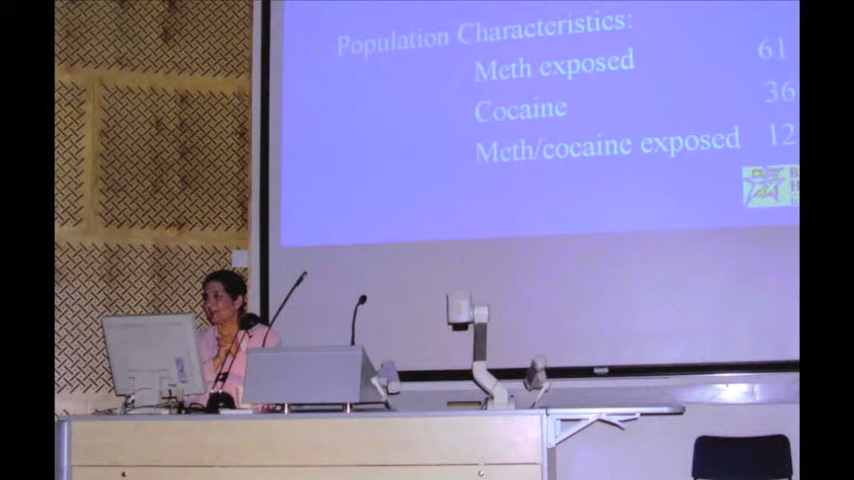 Population Characteristics:
Meth exposed 61
Cocaine 36
Meth/cocaine exposed 12